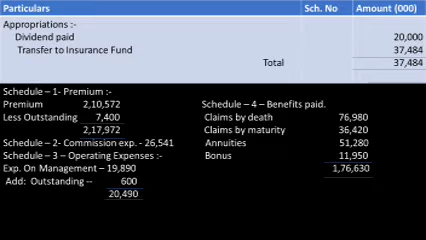 Particulars Sch. No Amount (000)
Appropriations :-
Dividend paid 20,000
Transfer to Insurance Fund 37,484
Total 37,484
Schedule – 1- Premium :-
Premium 2,10,572
Less Outstanding 7,400
2,17,972
Schedule – 2- Commission exp. - 26,541
Schedule – 3 – Operating Expenses :-
Exp. On Management – 19,890
Add: Outstanding -- 600
20,490
Schedule – 4 – Benefits paid.
Claims by death 76,980
Claims by maturity 36,420
Annuities 51,280
Bonus 11,950
1,76,630